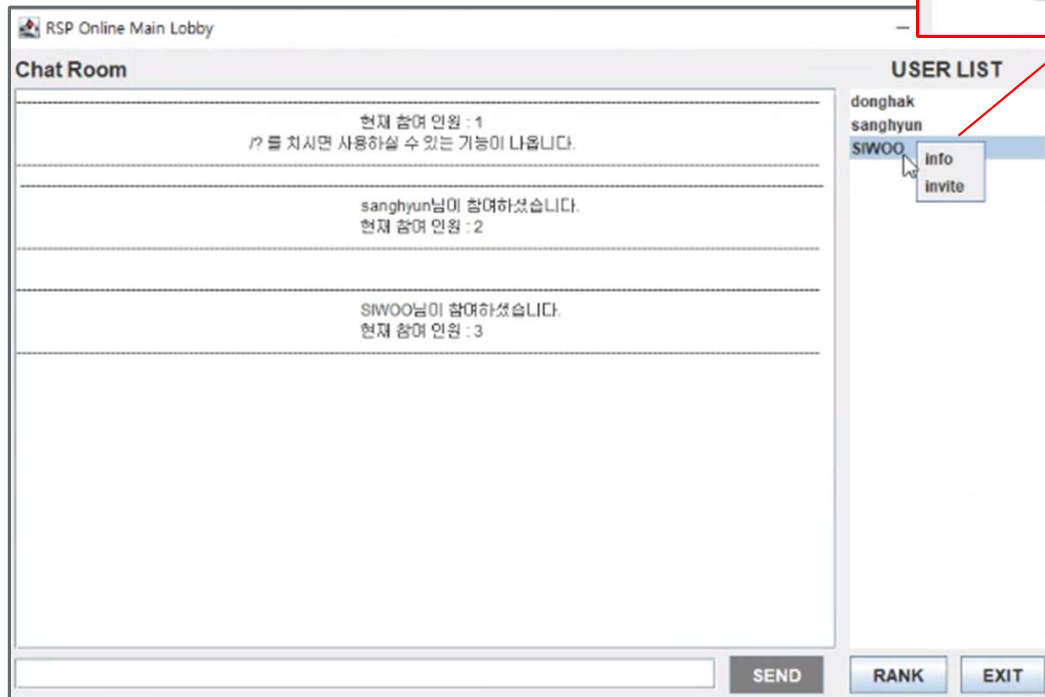 RSP Online Main Lobby
Chat Room
USER LIST
현재 참여 인원 : 1
/? 를 치시면 사용하실 수 있는 기능이 나옵니다.
sanghyun님이 참여하셨습니다.
현재 참여 인원 : 2
SIWOO님이 참여하셨습니다.
현재 참여 인원 : 3
donghak
sanghyun
SIWOO
info
invite
SEND
RANK
EXIT